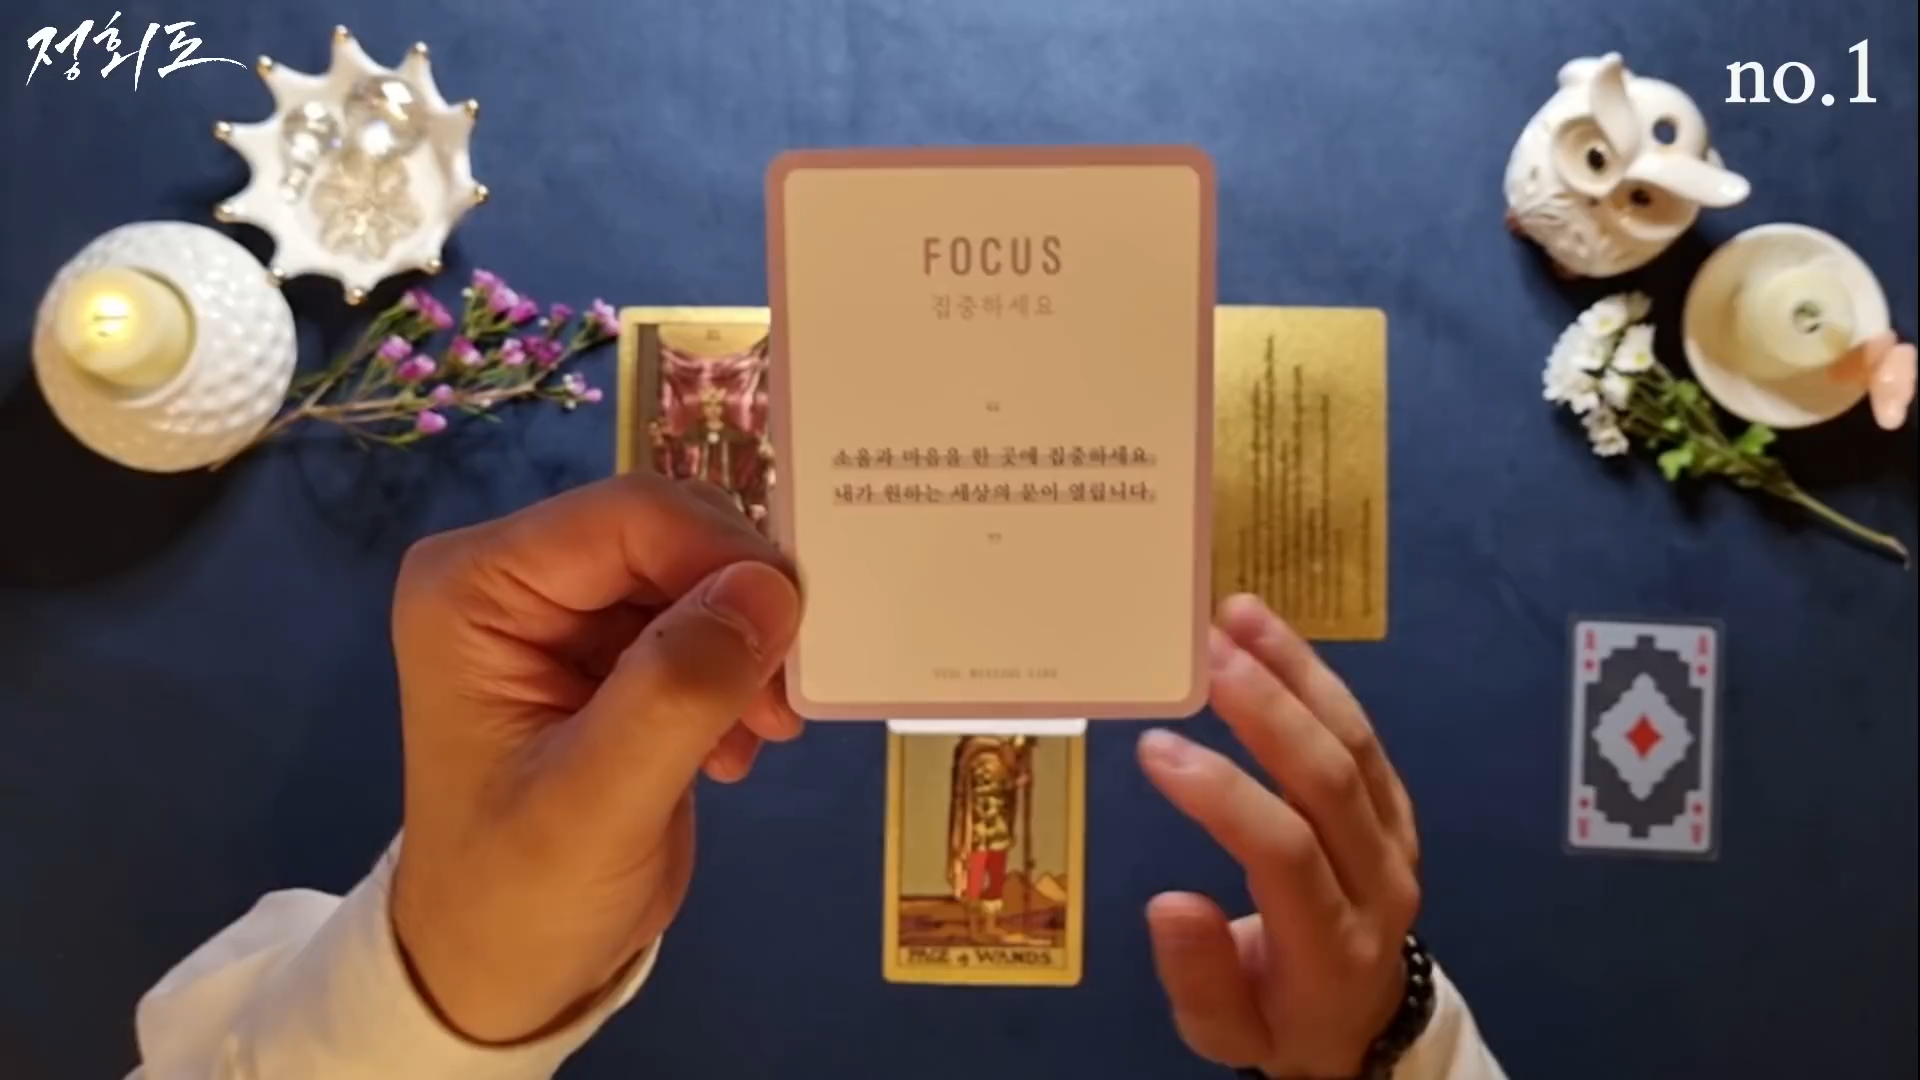 정회도
no.1
FOCUS
집중하세요
“
소음과 마음을 한 곳에 집중하세요.
내가 원하는 세상의 문이 열립니다.
”
PAGE of WANDS
A
A
A
A